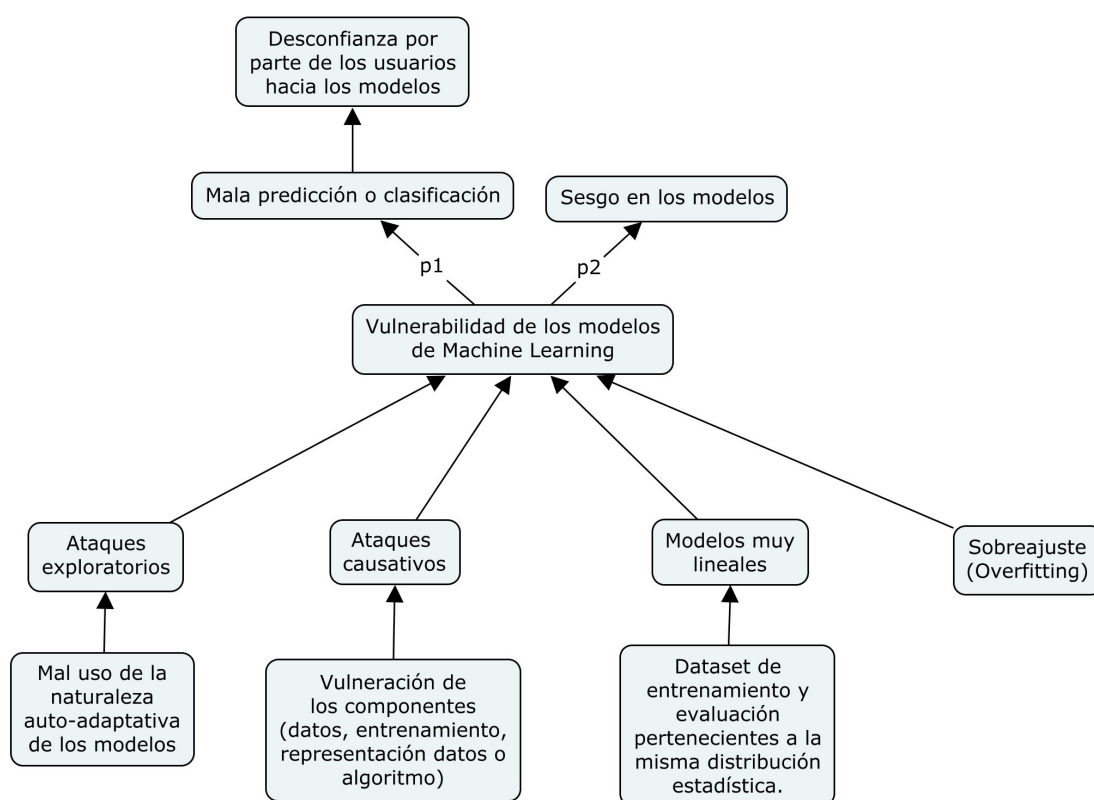 Desconfianza por
parte de los usuarios
hacia los modelos
Mala predicción o clasificación
Sesgo en los modelos
p1
p2
Vulnerabilidad de los modelos
de Machine Learning
Ataques
exploratorios
Ataques
causativos
Modelos muy
lineales
Sobreajuste
(Overfitting)
Mal uso de la
naturaleza
auto-adaptativa
de los modelos
Vulneración de
los componentes
(datos, entrenamiento,
representación datos o
algoritmo)
Dataset de
entrenamiento y
evaluación
pertenecientes a la
misma distribución
estadística.